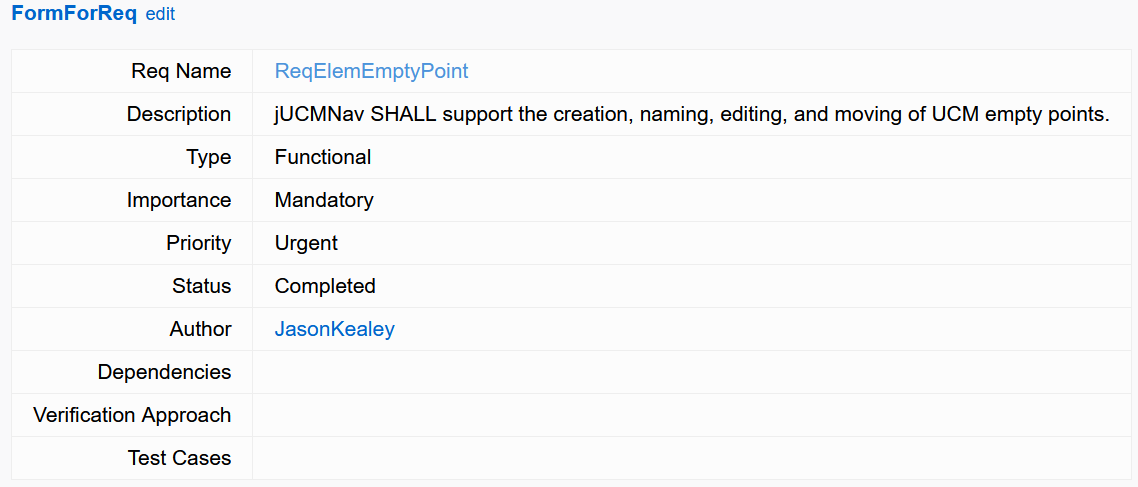 FormForReq edit
Req Name ReqElemEmptyPoint
Description jUCMNav SHALL support the creation, naming, editing, and moving of UCM empty points.
Type Functional
Importance Mandatory
Priority Urgent
Status Completed
Author JasonKealey
Dependencies
Verification Approach
Test Cases